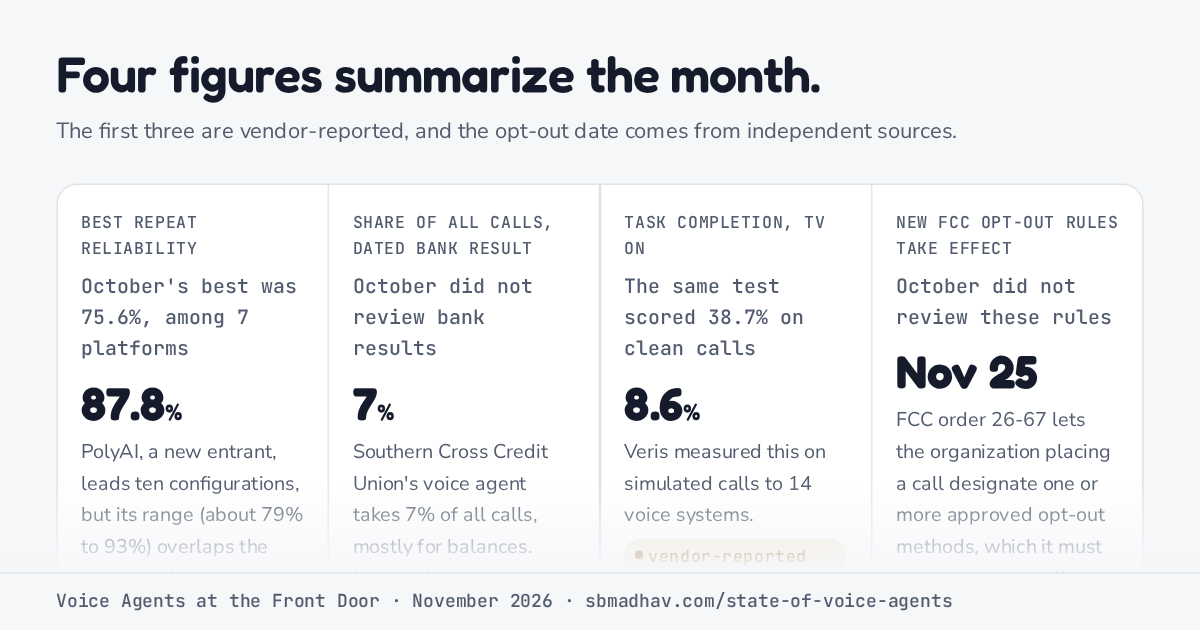 Four figures summarize the month.
The first three are vendor-reported, and the opt-out date comes from independent sources.
BEST REPEAT
RELIABILITY
October's best was
75.6%, among 7
platforms
87.8%
PolyAI, a new entrant,
leads ten configurations,
but its range (about 79%
to 93%) overlaps the
SHARE OF ALL CALLS,
DATED BANK RESULT
October did not
review bank
results
7%
Southern Cross Credit
Union's voice agent
takes 7% of all calls,
mostly for balances.
TASK COMPLETION, TV
ON
The same test
scored 38.7% on
clean calls
8.6%
Veris measured this on
simulated calls to 14
voice systems.
vendor-reported
NEW FCC OPT-OUT RULES
TAKE EFFECT
October did not
review these rules
Nov 25
FCC order 26-67 lets
the organization placing
a call designate one or
more approved opt-out
methods, which it must
Voice Agents at the Front Door · November 2026 · sbmadhav.com/state-of-voice-agents